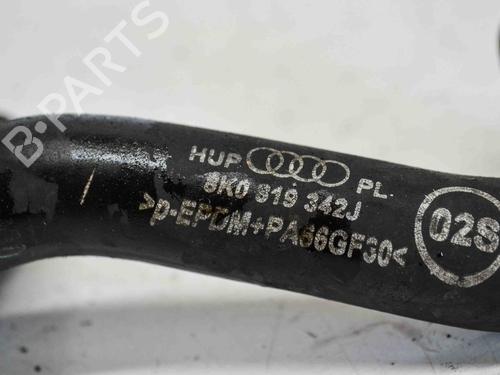 B-PARTS
HUP PL.
8K0 819 342J
>p-EPDM+PA66GF30<
02S